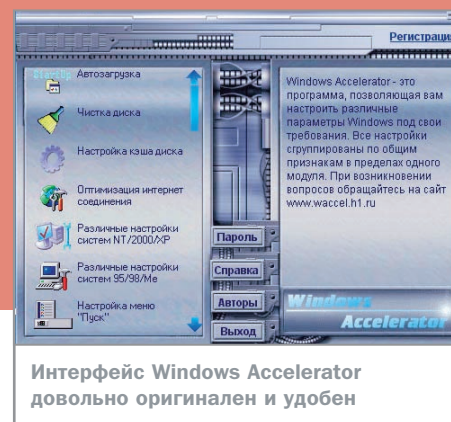 Регистраци
StartUp
Автозагрузка
Чистка диска
Настройка кэша диска
Оптимизация интернет
соединения
Различные настройки
систем NT/2000/XP
Различные настройки
систем 95/98/Me
Настройка меню
"Пуск"
Пароль
Справка
Авторы
Выход
Windows Accelerator - это
программа, позволяющая вам
настроить различные
параметры Windows под свои
требования. Все настройки
сгруппированы по общим
признакам в пределах одного
модуля. При возникновении
вопросов обращайтесь на сайт
www.waccel.h1.ru
Windows
Accelerator
Интерфейс Windows Accelerator
довольно оригинален и удобен